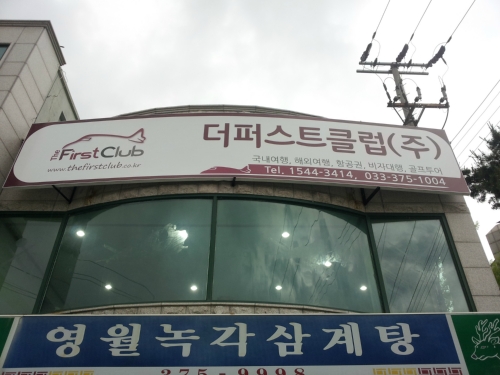 The First Club
www.thefirstclub.co.kr
더퍼스트클럽(주)
국내여행, 해외여행, 항공권, 비자대행, 골프투어
Tel. 1544-3414, 033-375-1004
영월녹각삼계탕
375-9998